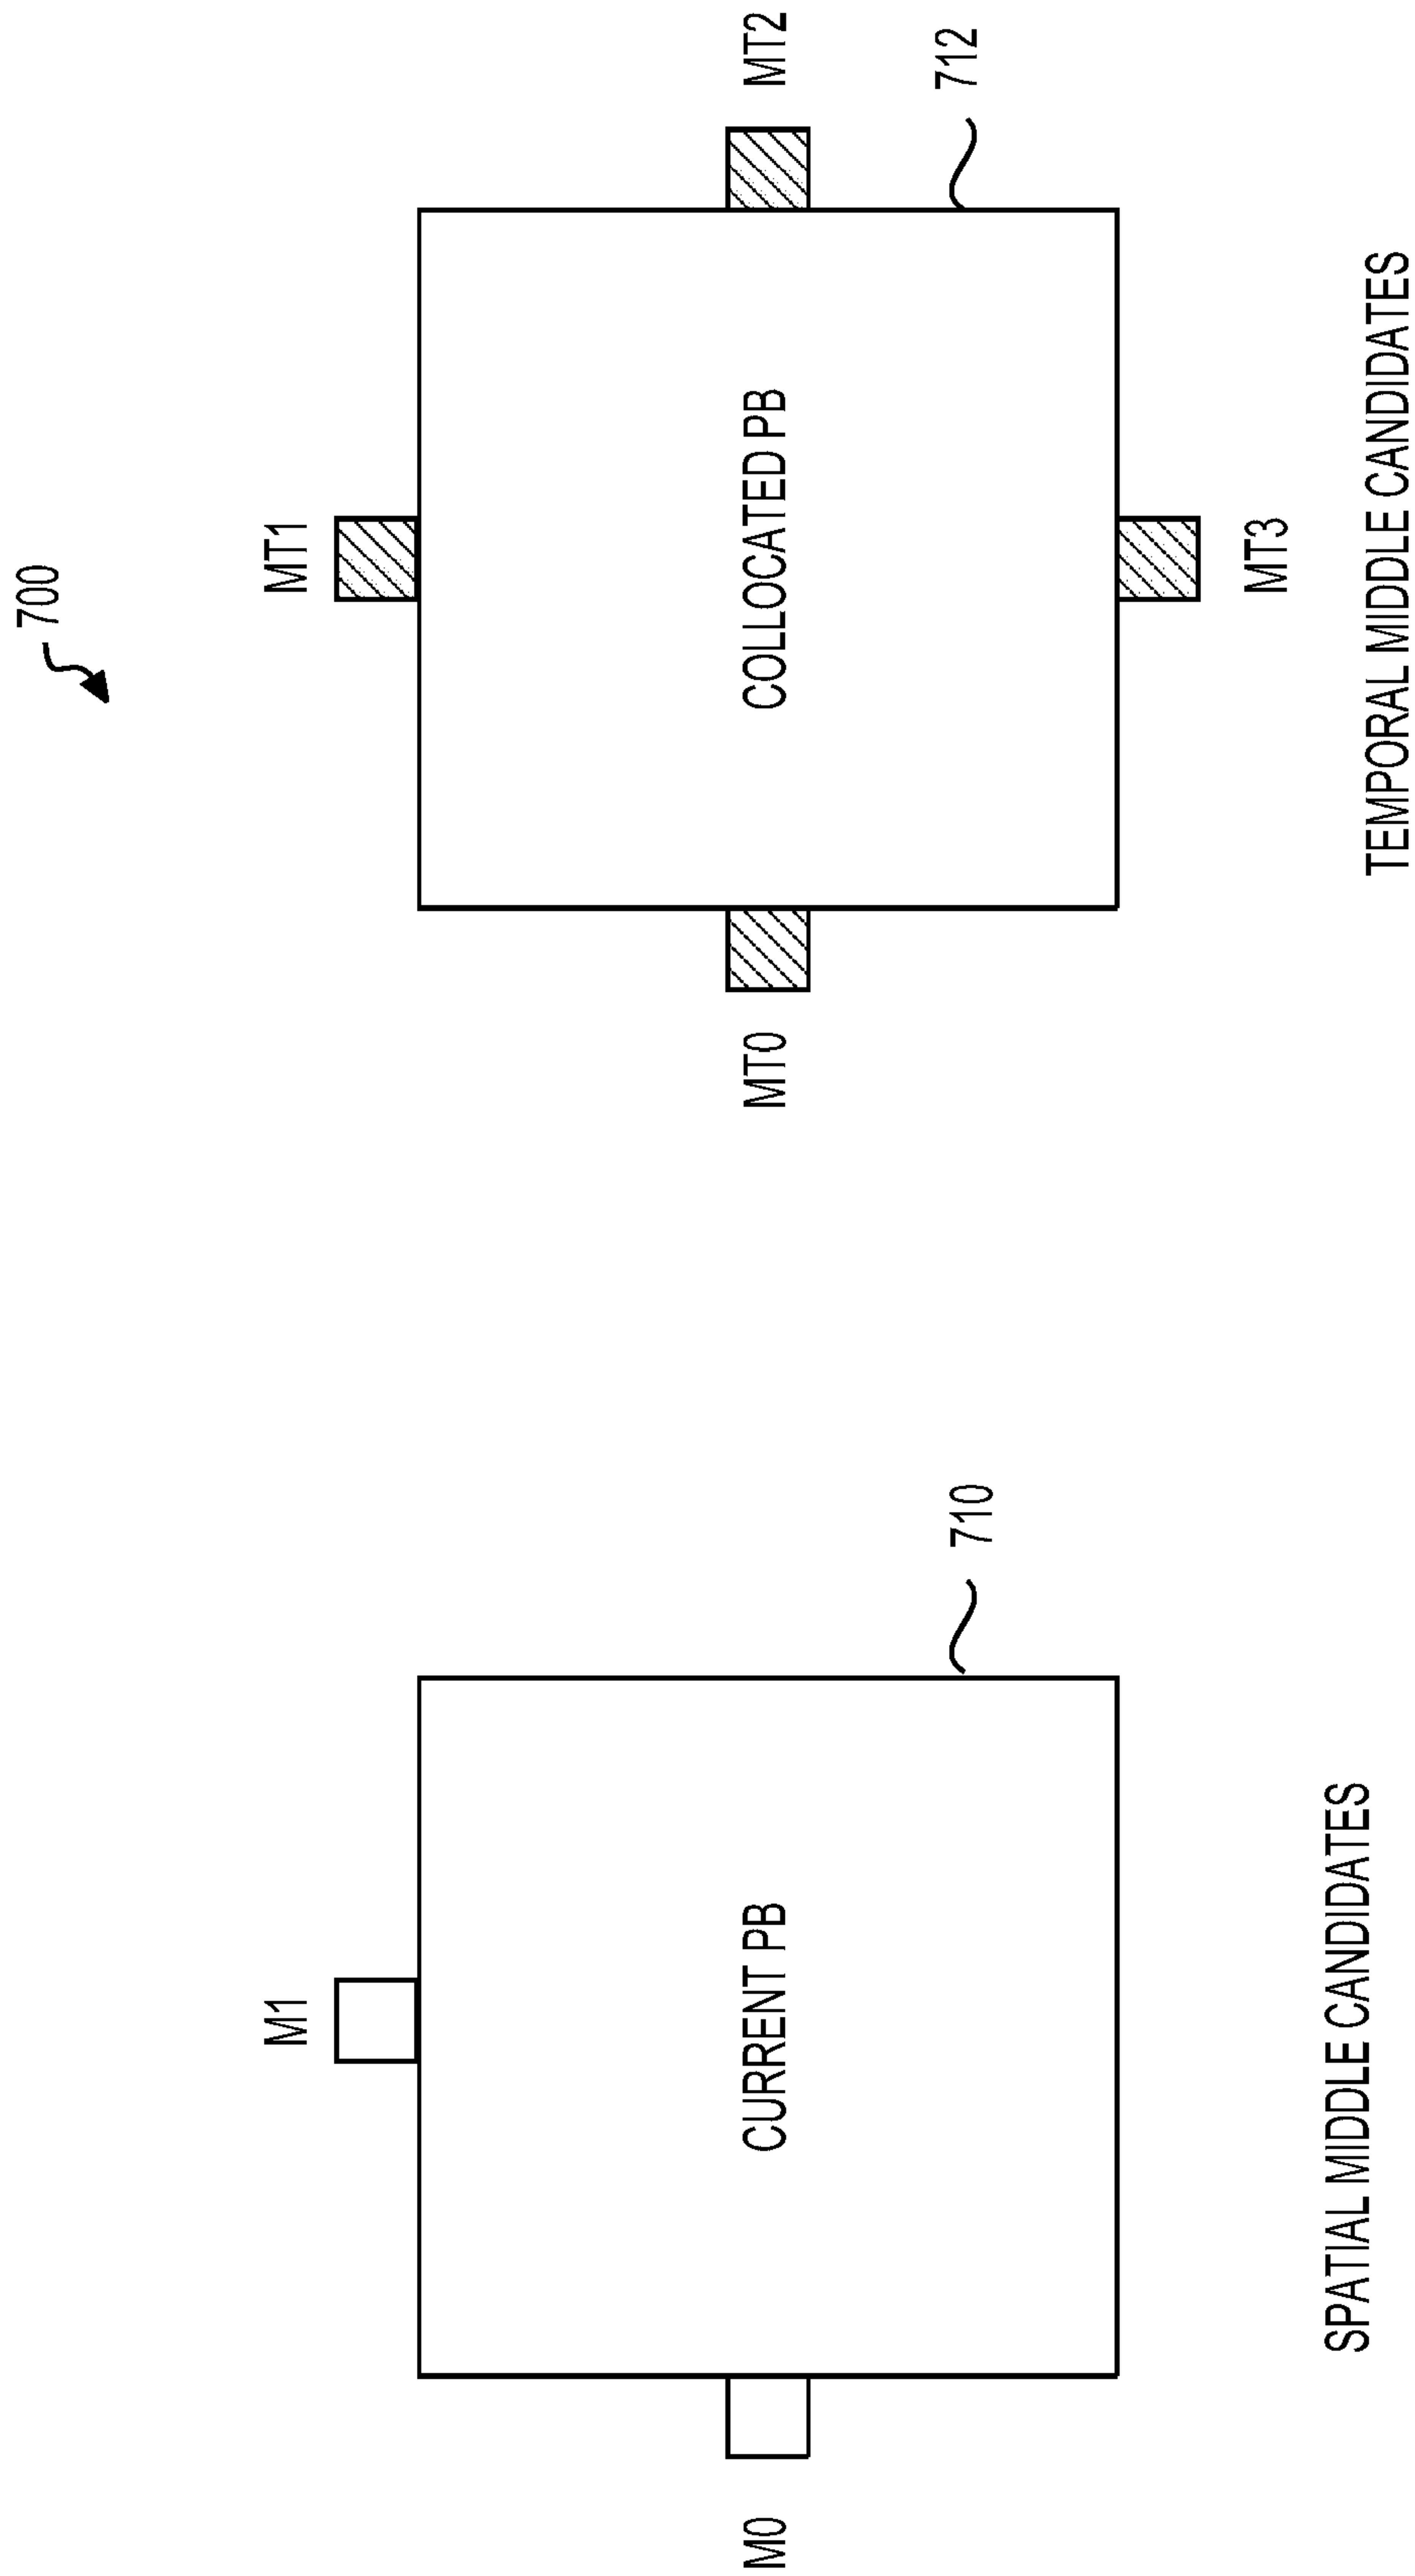 700
M1
M0
CURRENT PB
710
SPATIAL MIDDLE CANDIDATES
MT1
MT0
COLLOCATED PB
MT2
712
MT3
TEMPORAL MIDDLE CANDIDATES